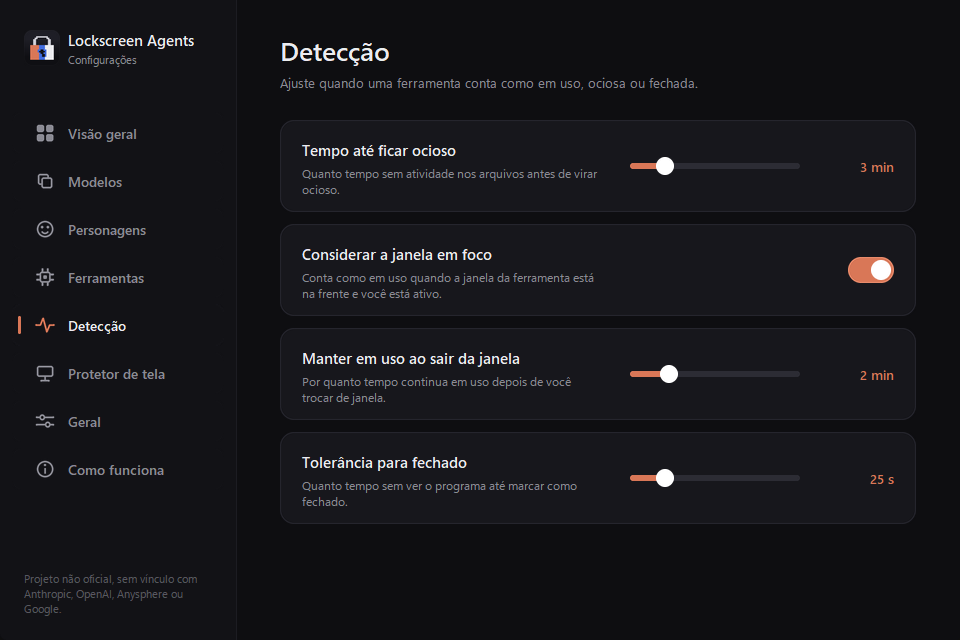 Lockscreen Agents
Configurações
Visão geral
Modelos
Personagens
Ferramentas
Detecção
Protetor de tela
Geral
Como funciona
Projeto não oficial, sem vínculo com
Anthropic, OpenAI, Anysphere ou
Google.
Detecção
Ajuste quando uma ferramenta conta como em uso, ociosa ou fechada.
Tempo até ficar ocioso
Quanto tempo sem atividade nos arquivos antes de virar
ocioso.
3 min
Considerar a janela em foco
Conta como em uso quando a janela da ferramenta está
na frente e você está ativo.
Manter em uso ao sair da janela
Por quanto tempo continua em uso depois de você
trocar de janela.
2 min
Tolerância para fechado
Quanto tempo sem ver o programa até marcar como
fechado.
25 s